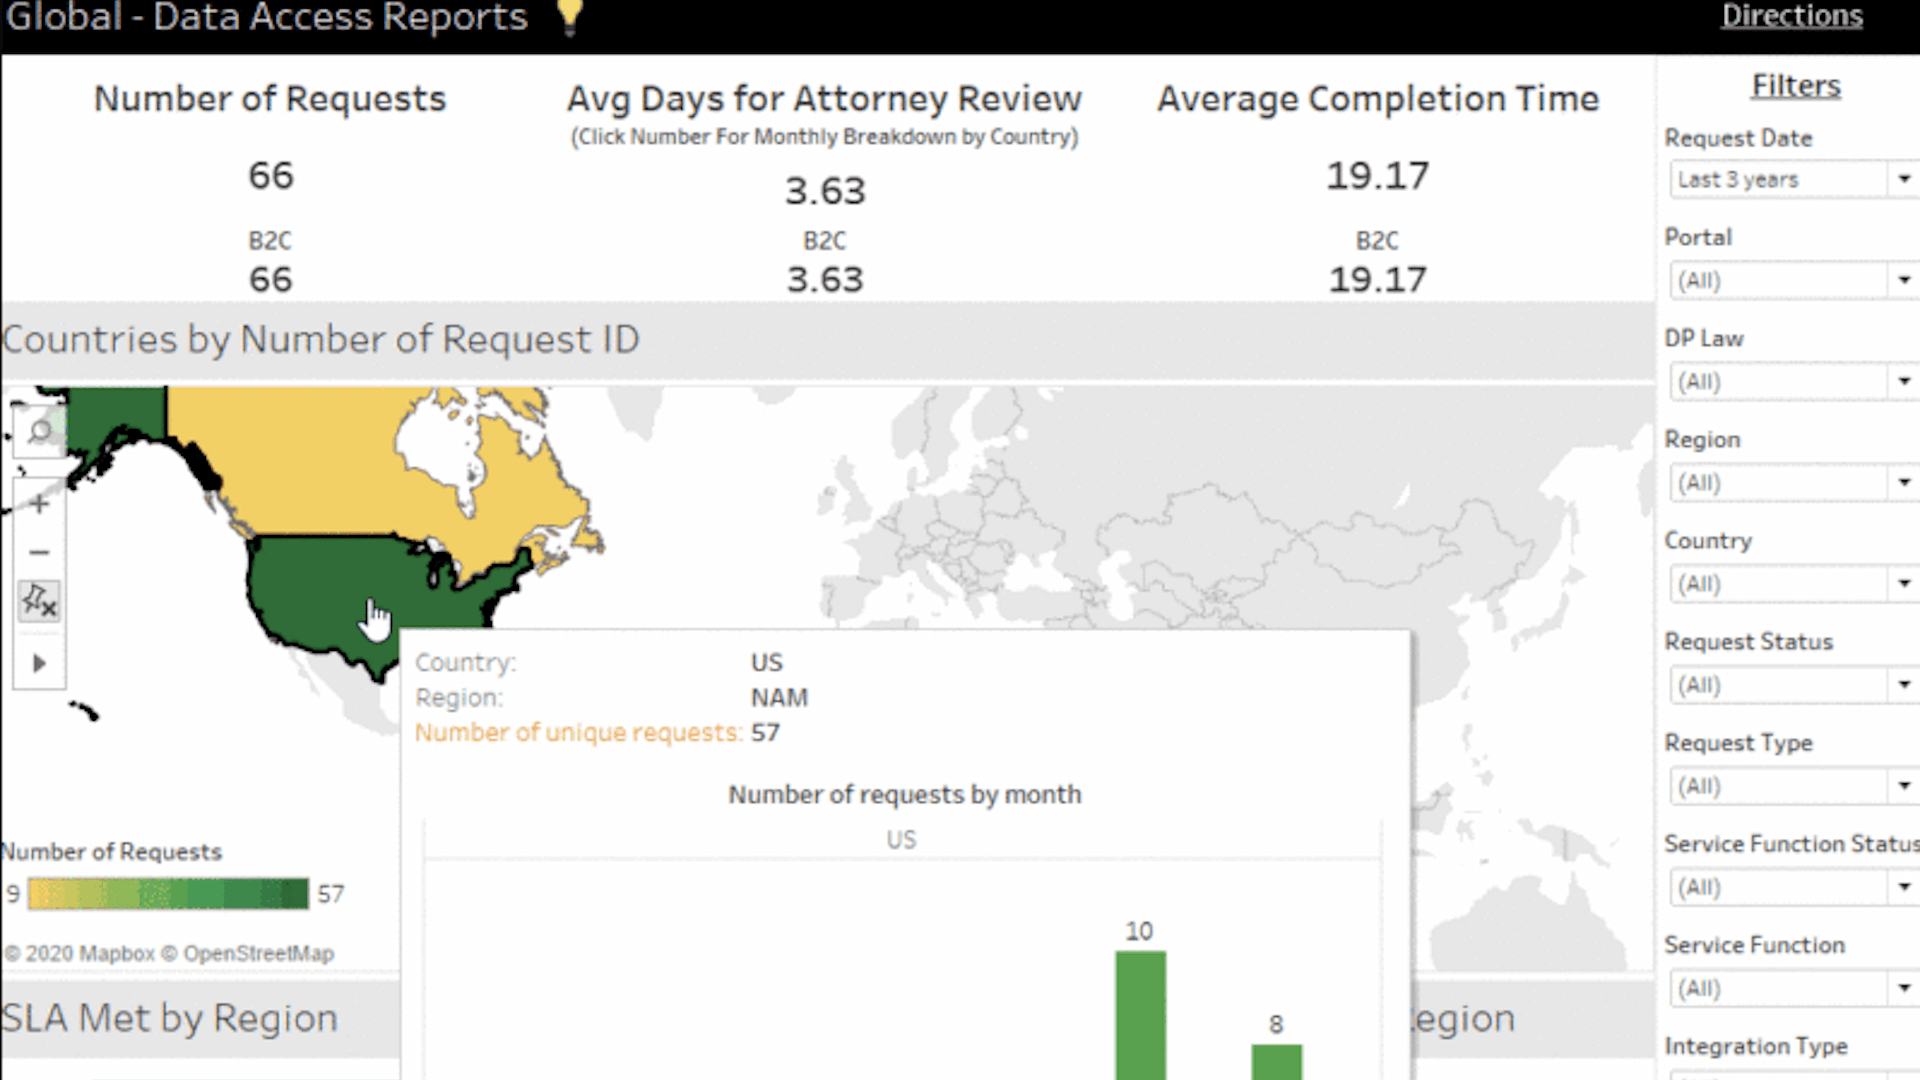 Global - Data Access Reports
Directions
Number of Requests
66
B2C
66
Avg Days for Attorney Review
(Click Number For Monthly Breakdown by Country)
3.63
B2C
3.63
Average Completion Time
19.17
B2C
19.17
Countries by Number of Request ID
Country: US
Region: NAM
Number of unique requests: 57
Number of requests by month
US
10
8
Number of Requests
9 57
© 2020 Mapbox © OpenStreetMap
SLA Met by Region
egion
Filters
Request Date
Last 3 years
Portal
(All)
DP Law
(All)
Region
(All)
Country
(All)
Request Status
(All)
Request Type
(All)
Service Function Status
(All)
Service Function
(All)
Integration Type